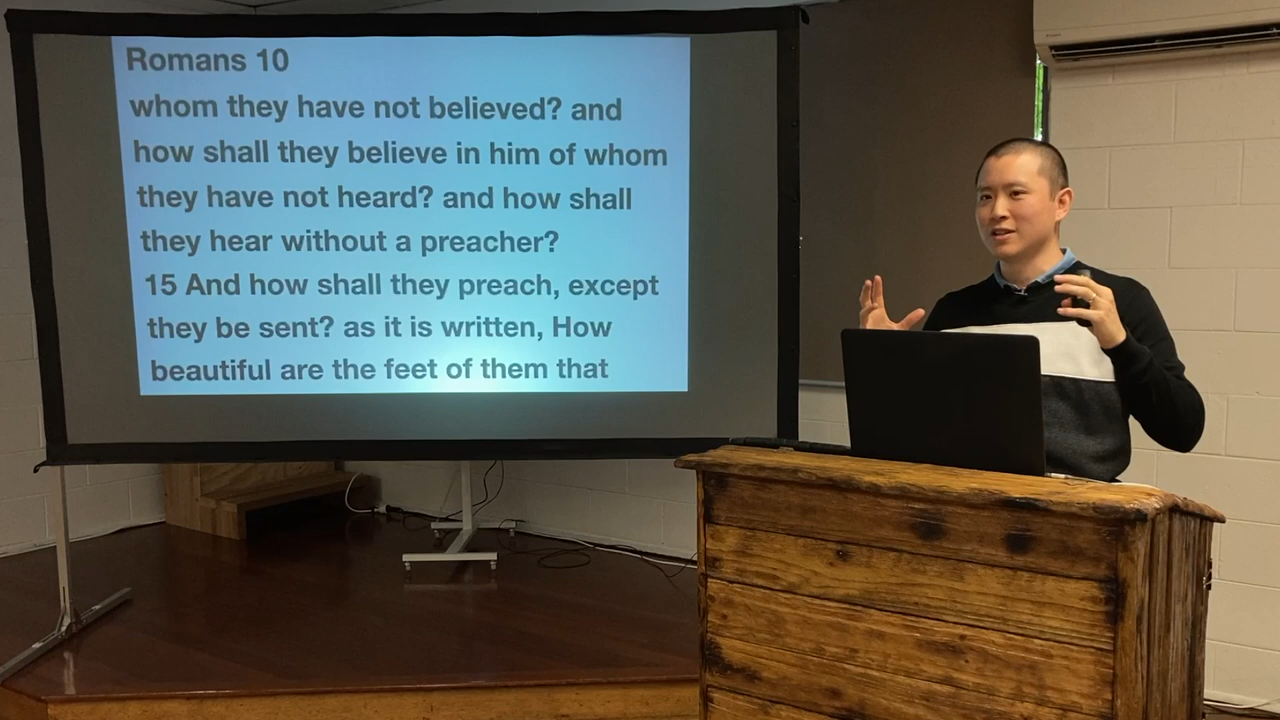 Romans 10
whom they have not believed? and
how shall they believe in him of whom
they have not heard? and how shall
they hear without a preacher?
15 And how shall they preach, except
they be sent? as it is written, How
beautiful are the feet of them that